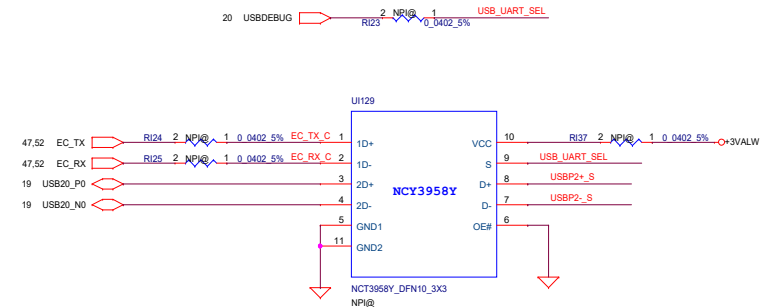 20 USBDEBUG 2 NPI@ 1 USB_UART_SEL
RI23 0_0402_5%
UI129
47,52 EC_TX RI24 2 NPI@ 1 0_0402_5% EC_TX_C 1 1D+ VCC 10 RI37 2 NPI@ 1 0_0402_5% +3VALW
47,52 EC_RX RI25 2 NPI@ 1 0_0402_5% EC_RX_C 2 1D- S 9 USB_UART_SEL
19 USB20_P0 3 2D+ D+ 8 USBP2+_S
NCY3958Y
19 USB20_N0 4 2D- D- 7 USBP2-_S
5 GND1 OE# 6
11 GND2
NCT3958Y_DFN10_3X3
NPI@